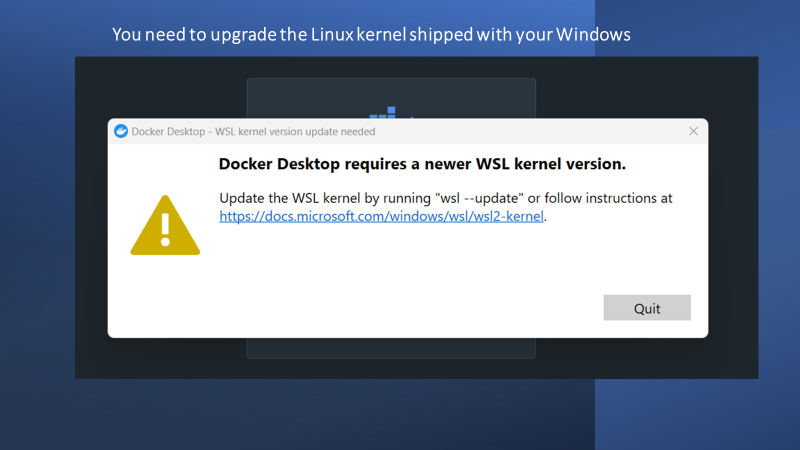 You need to upgrade the Linux kernel shipped with your Windows
Docker Desktop - WSL kernel version update needed
Docker Desktop requires a newer WSL kernel version.
Update the WSL kernel by running "wsl --update" or follow instructions at
https://docs.microsoft.com/windows/wsl/wsl2-kernel.
Quit